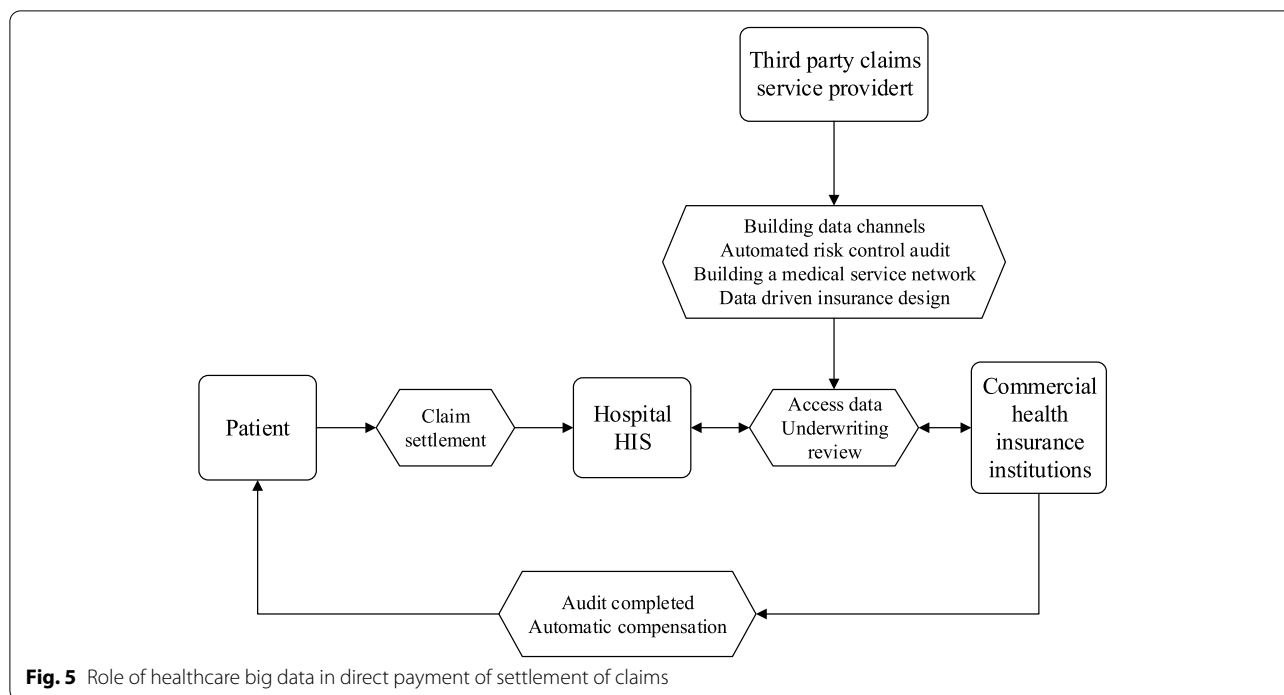 Third party claims
service providert
Building data channels
Automated risk control audit
Building a medical service network
Data driven insurance design
Patient
Claim
settlement
Hospital
HIS
Access data
Underwriting
review
Commercial
health
insurance
institutions
Audit completed
Automatic compensation
Fig. 5 Role of healthcare big data in direct payment of settlement of claims